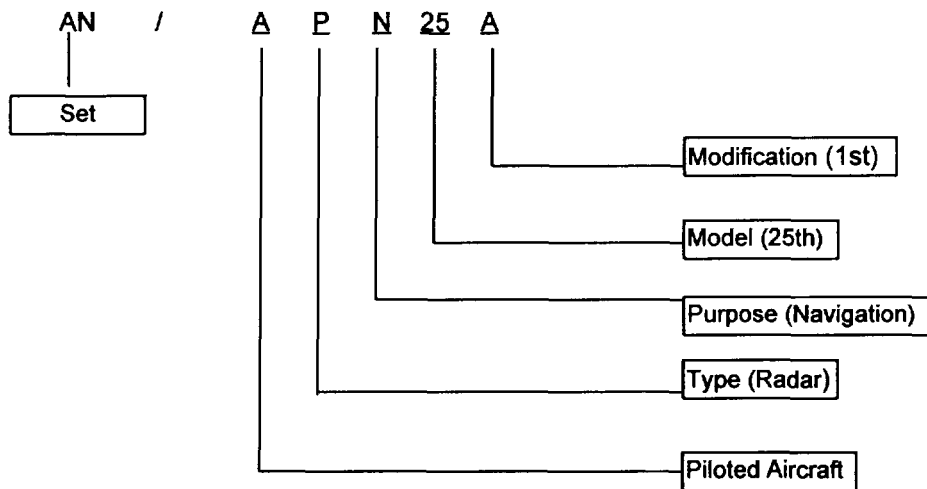 AN / A P N 25 A
Set
Modification (1st)
Model (25th)
Purpose (Navigation)
Type (Radar)
Piloted Aircraft